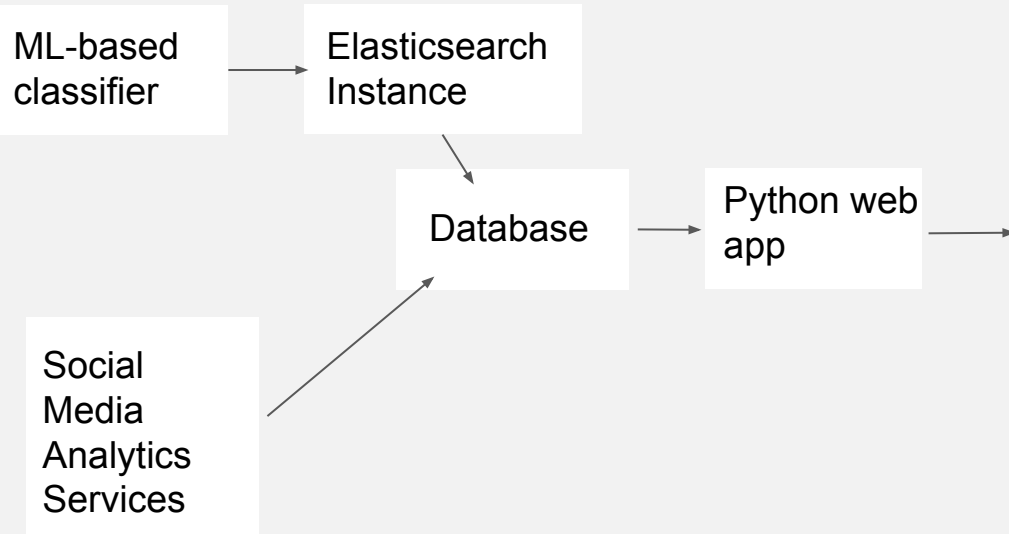 ML-based
classifier
Elasticsearch
Instance
Database
Python web
app
Social
Media
Analytics
Services